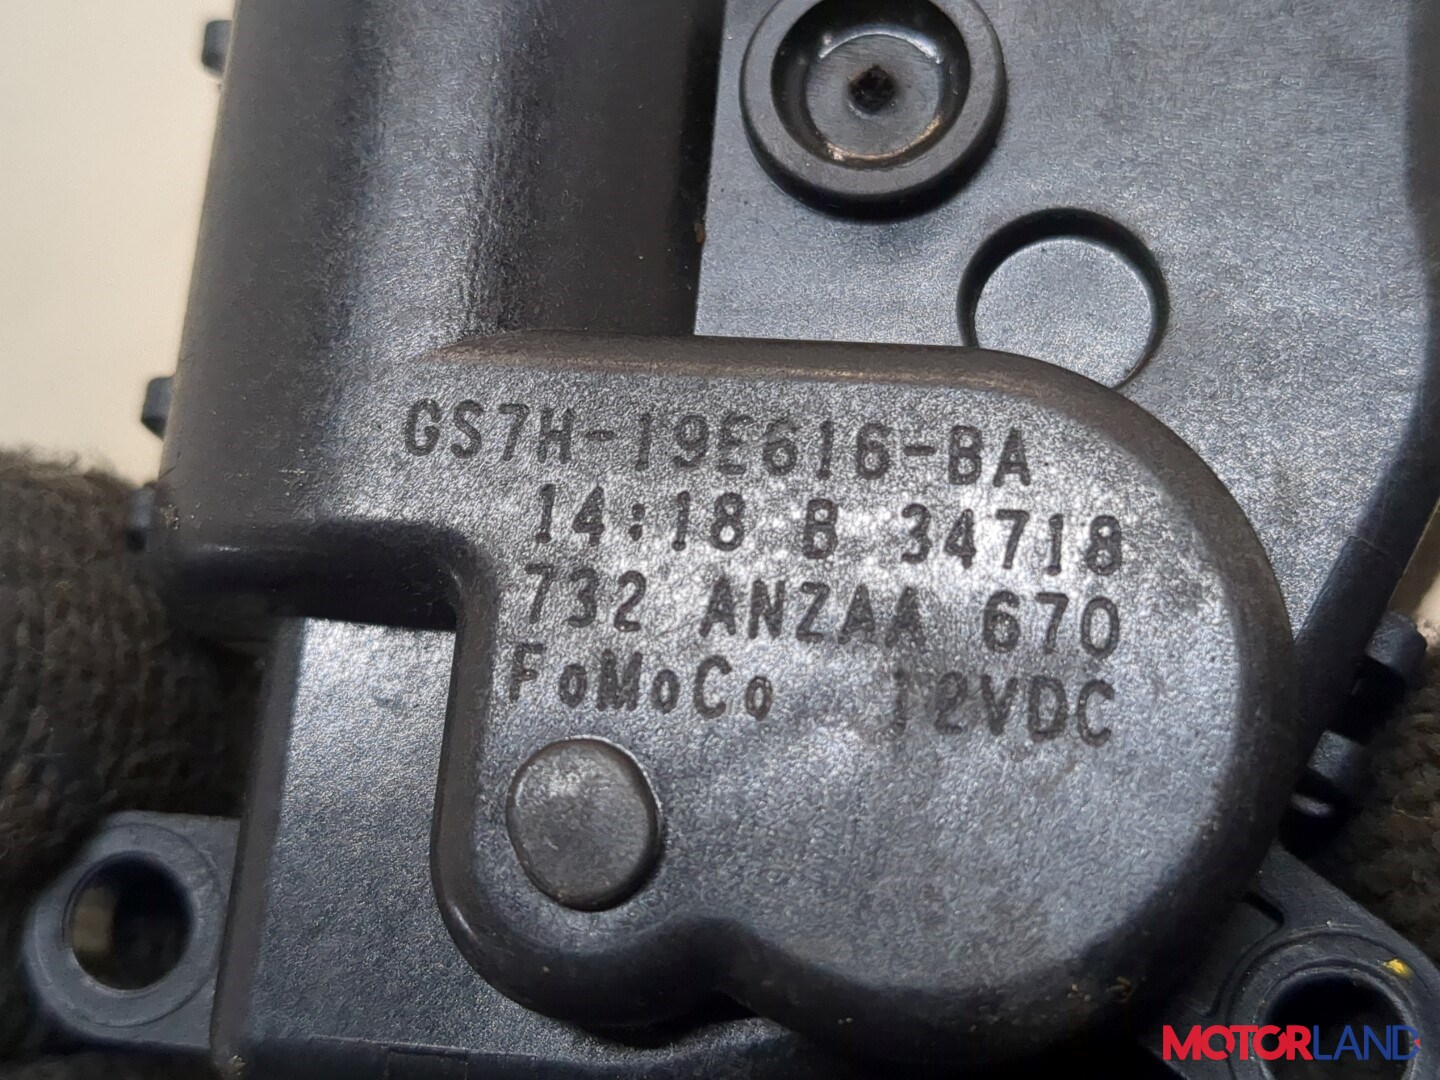 GS7H-19E616-BA
14:18 B 34718
732 ANZAA 670
FoMoCo 12VDC
MOTORLAND